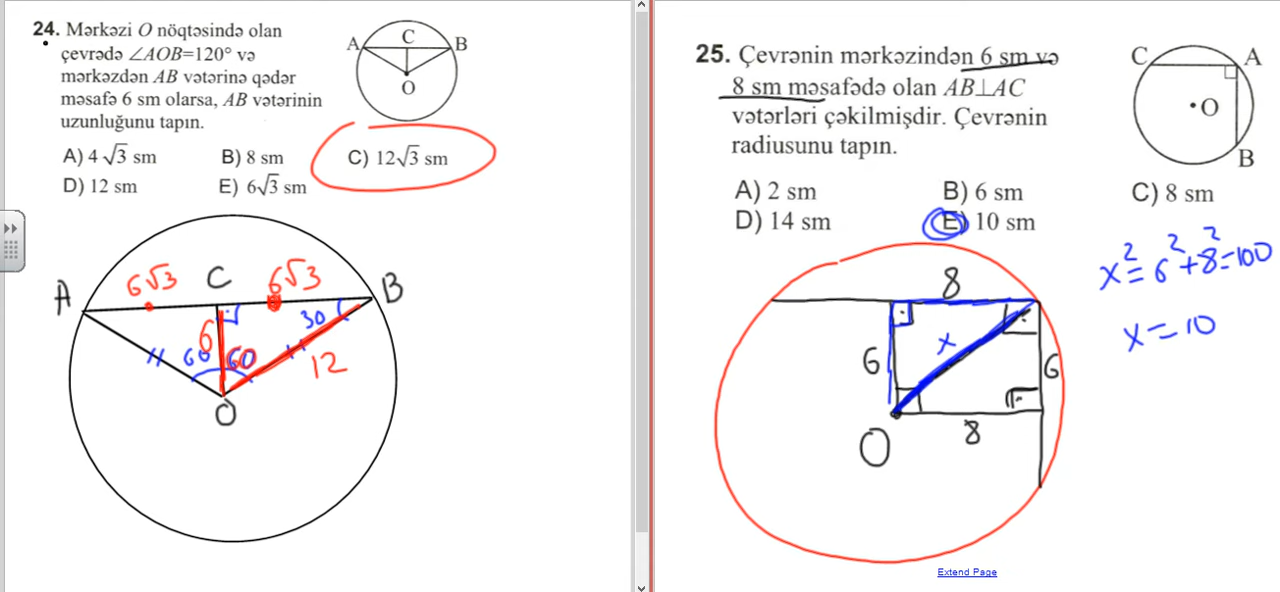 24. Mərkəzi O nöqtəsində olan
çevrədə ∠AOB=120° və
mərkəzdən AB vətərinə qədər
məsafə 6 sm olarsa, AB vətərinin
uzunluğunu tapın.
A) 4√3 sm B) 8 sm C) 12√3 sm
D) 12 sm E) 6√3 sm
A C B
O
6√3 C 6√3
A B
6 30
60 60 12
O
25. Çevrənin mərkəzindən 6 sm və
8 sm məsafədə olan AB⊥AC
vətərləri çəkilmişdir. Çevrənin
radiusunu tapın.
A) 2 sm B) 6 sm C) 8 sm
D) 14 sm E) 10 sm
C A
O
B
8
x² = 6² + 8² = 100
x = 10
6 x 6
O 8
Extend Page